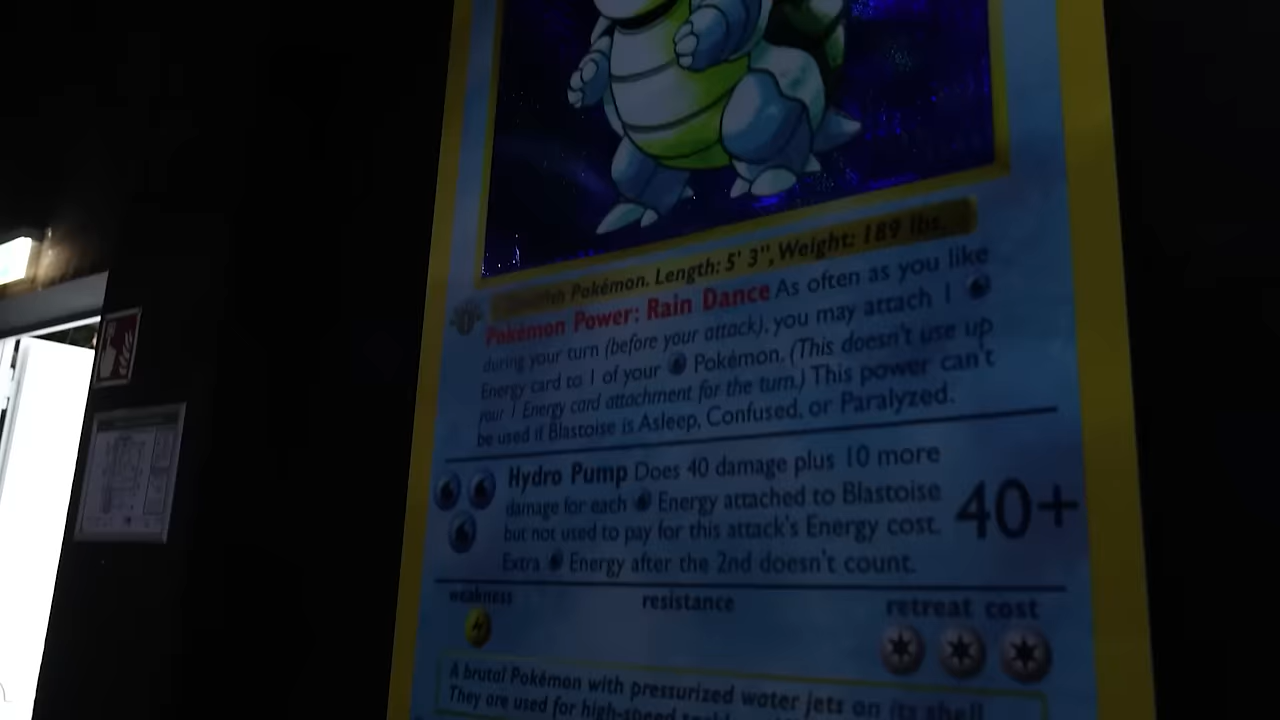 Pokémon. Length: 5' 3", Weight: 189 lbs.
Pokémon Power: Rain Dance As often as you like
during your turn (before your attack), you may attach 1
Energy card to 1 of your Pokémon. (This doesn't use up
your 1 Energy card attachment for the turn.) This power can't
be used if Blastoise is Asleep, Confused, or Paralyzed.
Hydro Pump Does 40 damage plus 10 more
damage for each Energy attached to Blastoise
but not used to pay for this attack's Energy cost.
Extra Energy after the 2nd doesn't count.
40+
weakness resistance retreat cost
A brutal Pokémon with pressurized water jets on its shell.
They are used for high-speed